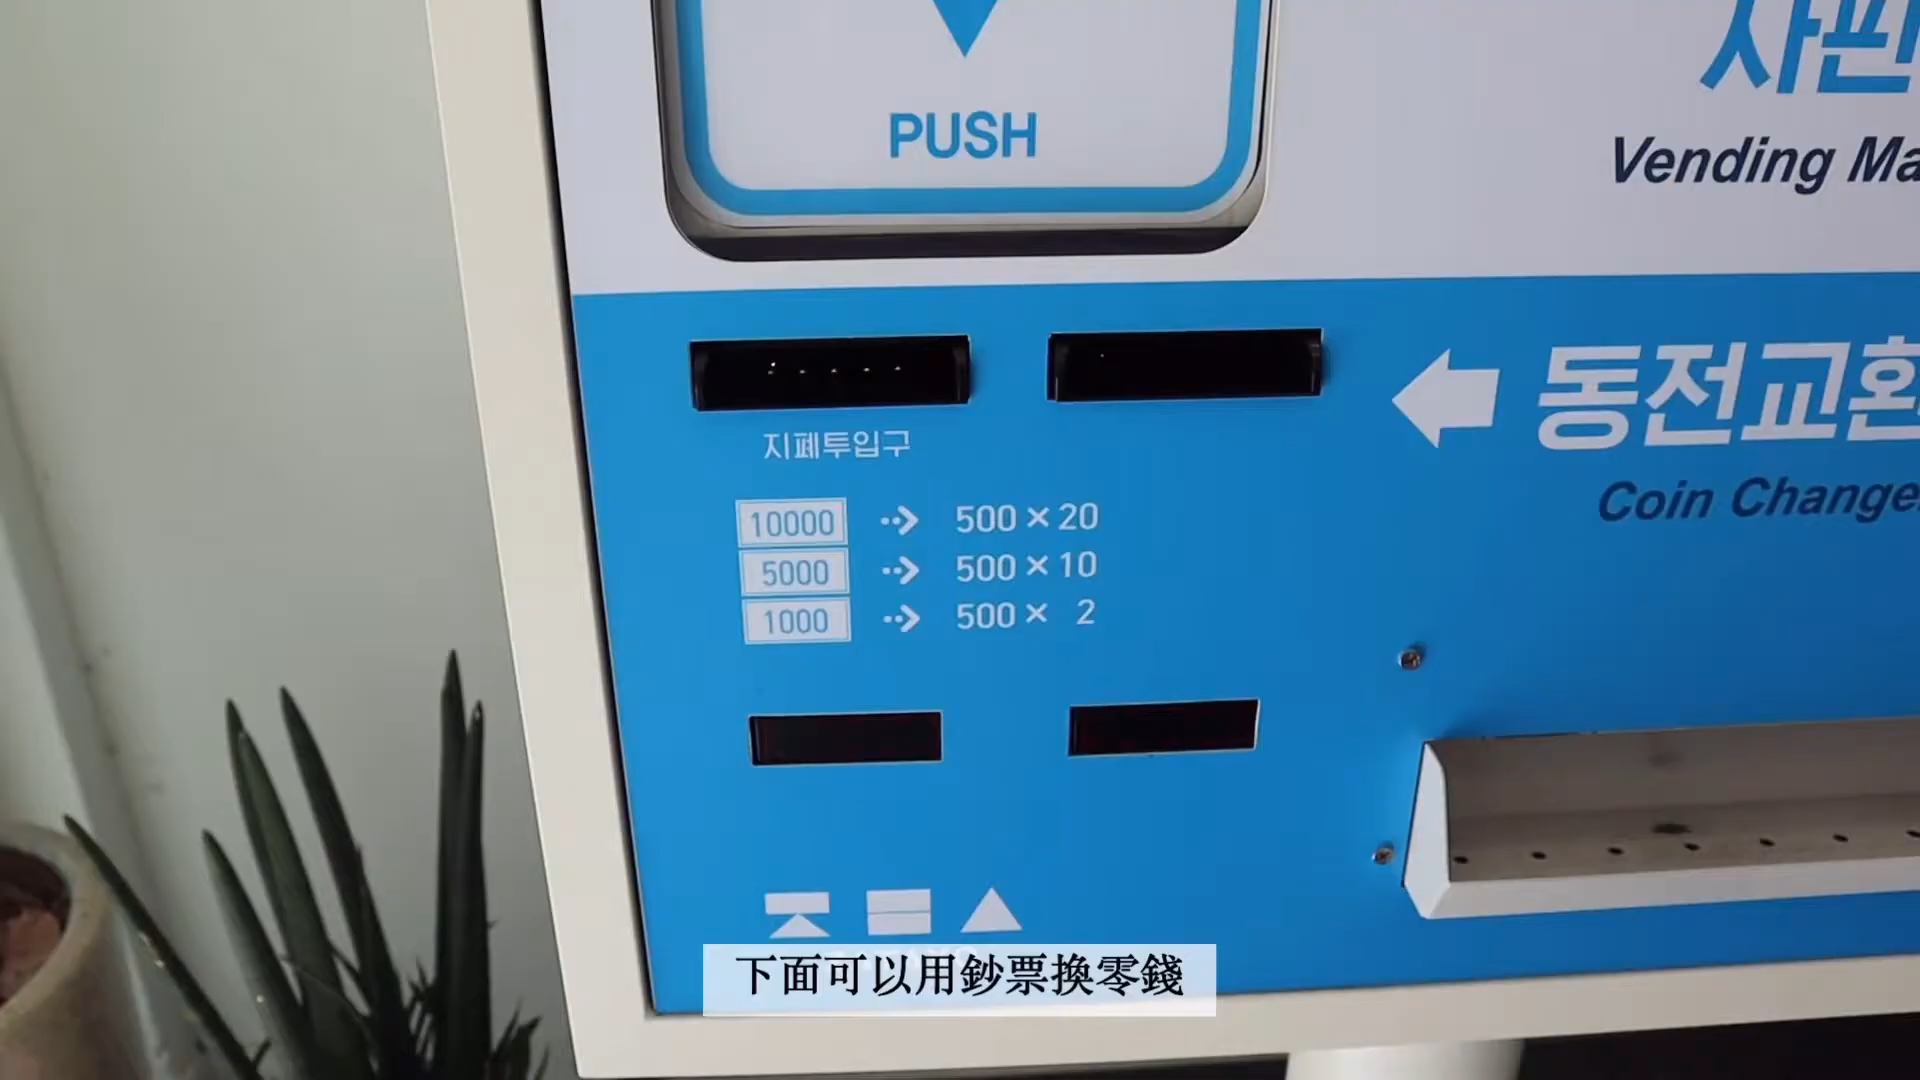 PUSH
Vending Ma
지폐투입구
동전교환
Coin Change
10000 500 × 20
5000 500 × 10
1000 500 × 2
下面可以用鈔票換零錢